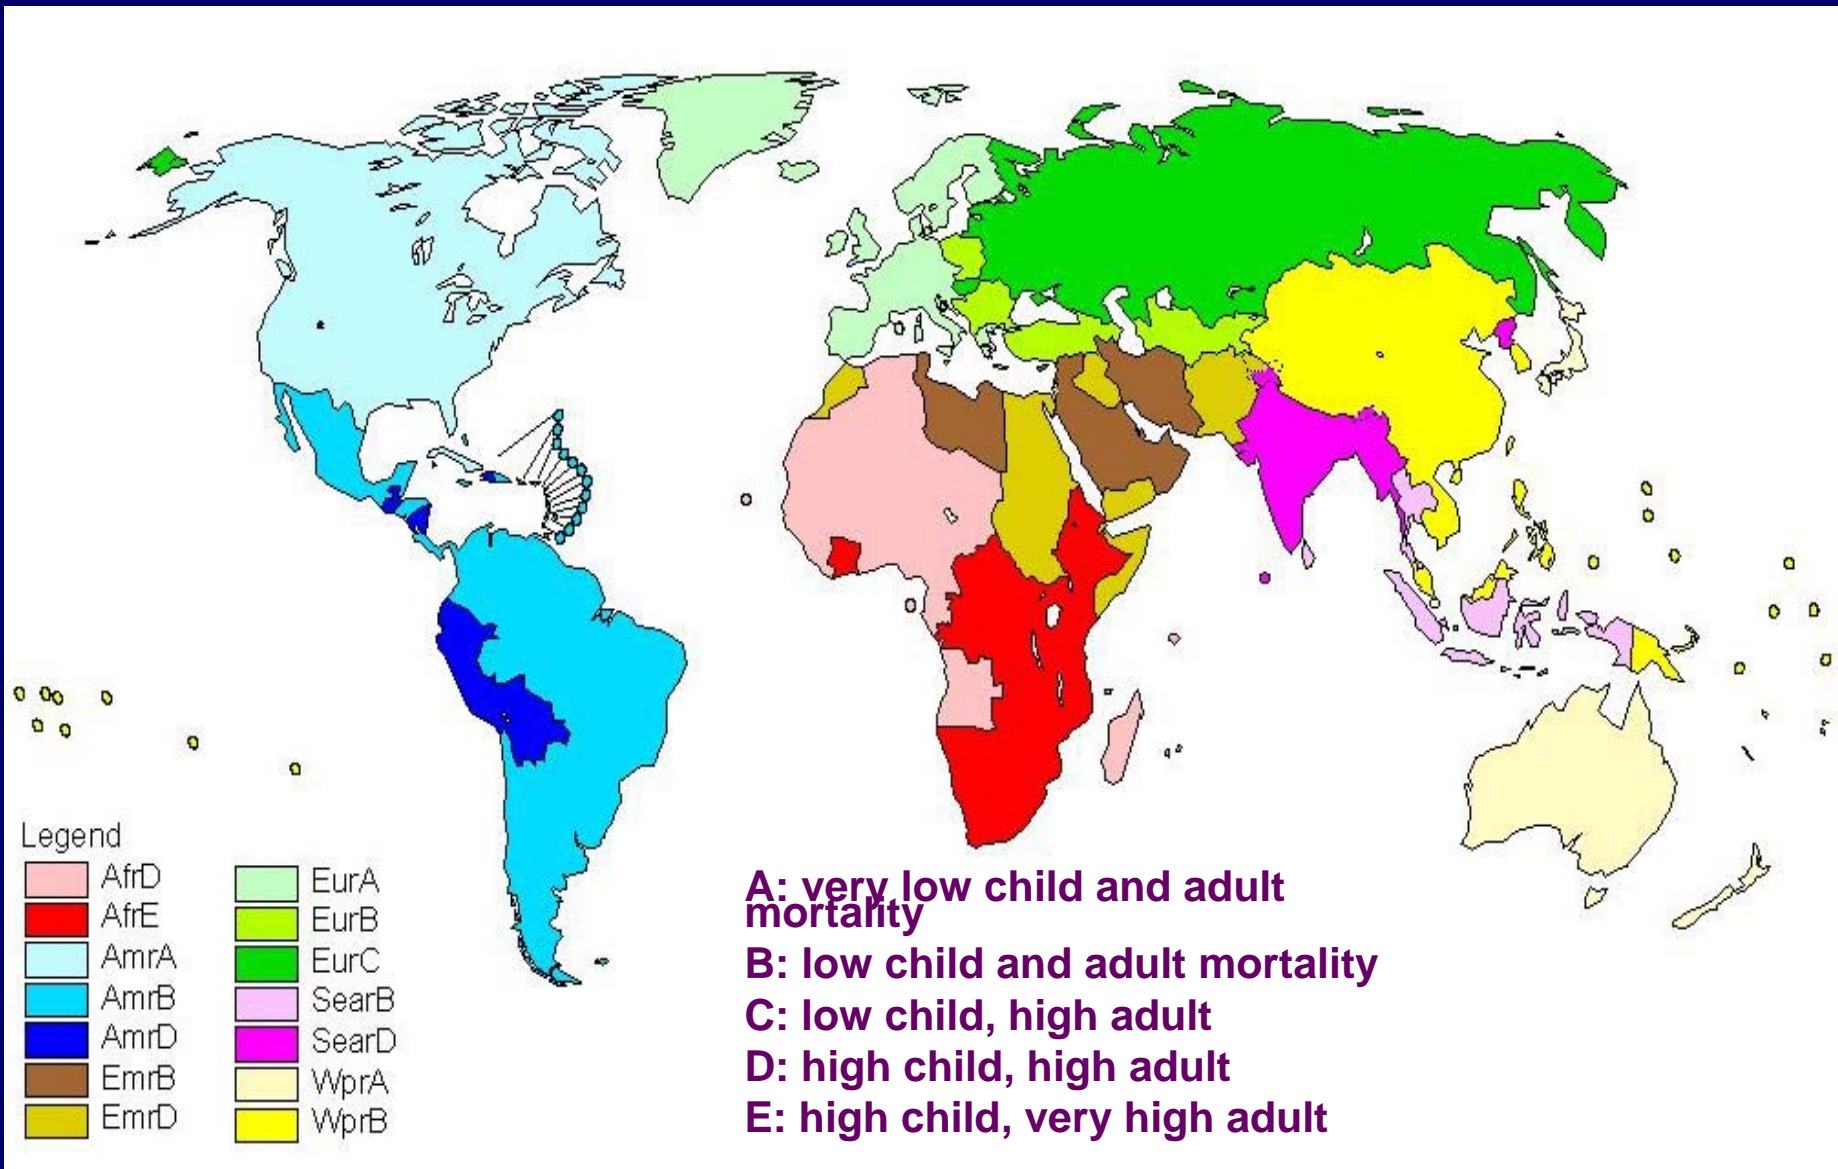 Legend
AfrD
AfrE
AmrA
AmrB
AmrD
EmrB
EmrD
EurA
EurB
EurC
SearB
SearD
WprA
WprB
A: very low child and adult
mortality
B: low child and adult mortality
C: low child, high adult
D: high child, high adult
E: high child, very high adult